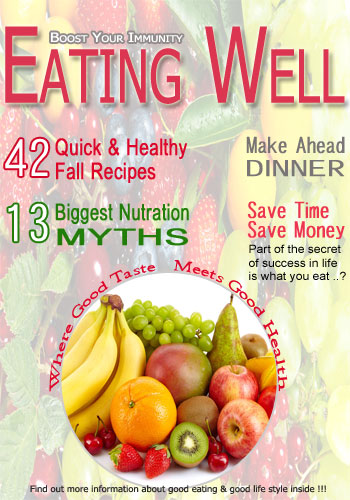 Boost Your Immunity
Eating Well
42 Quick & Healthy
Fall Recipes
Make Ahead
DINNER
13 Biggest Nutration
MYTHS
Save Time
Save Money
Part of the secret
of success in life
is what you eat ..?
Where Good Taste Meets Good Health
Find out more information about good eating & good life style inside !!!